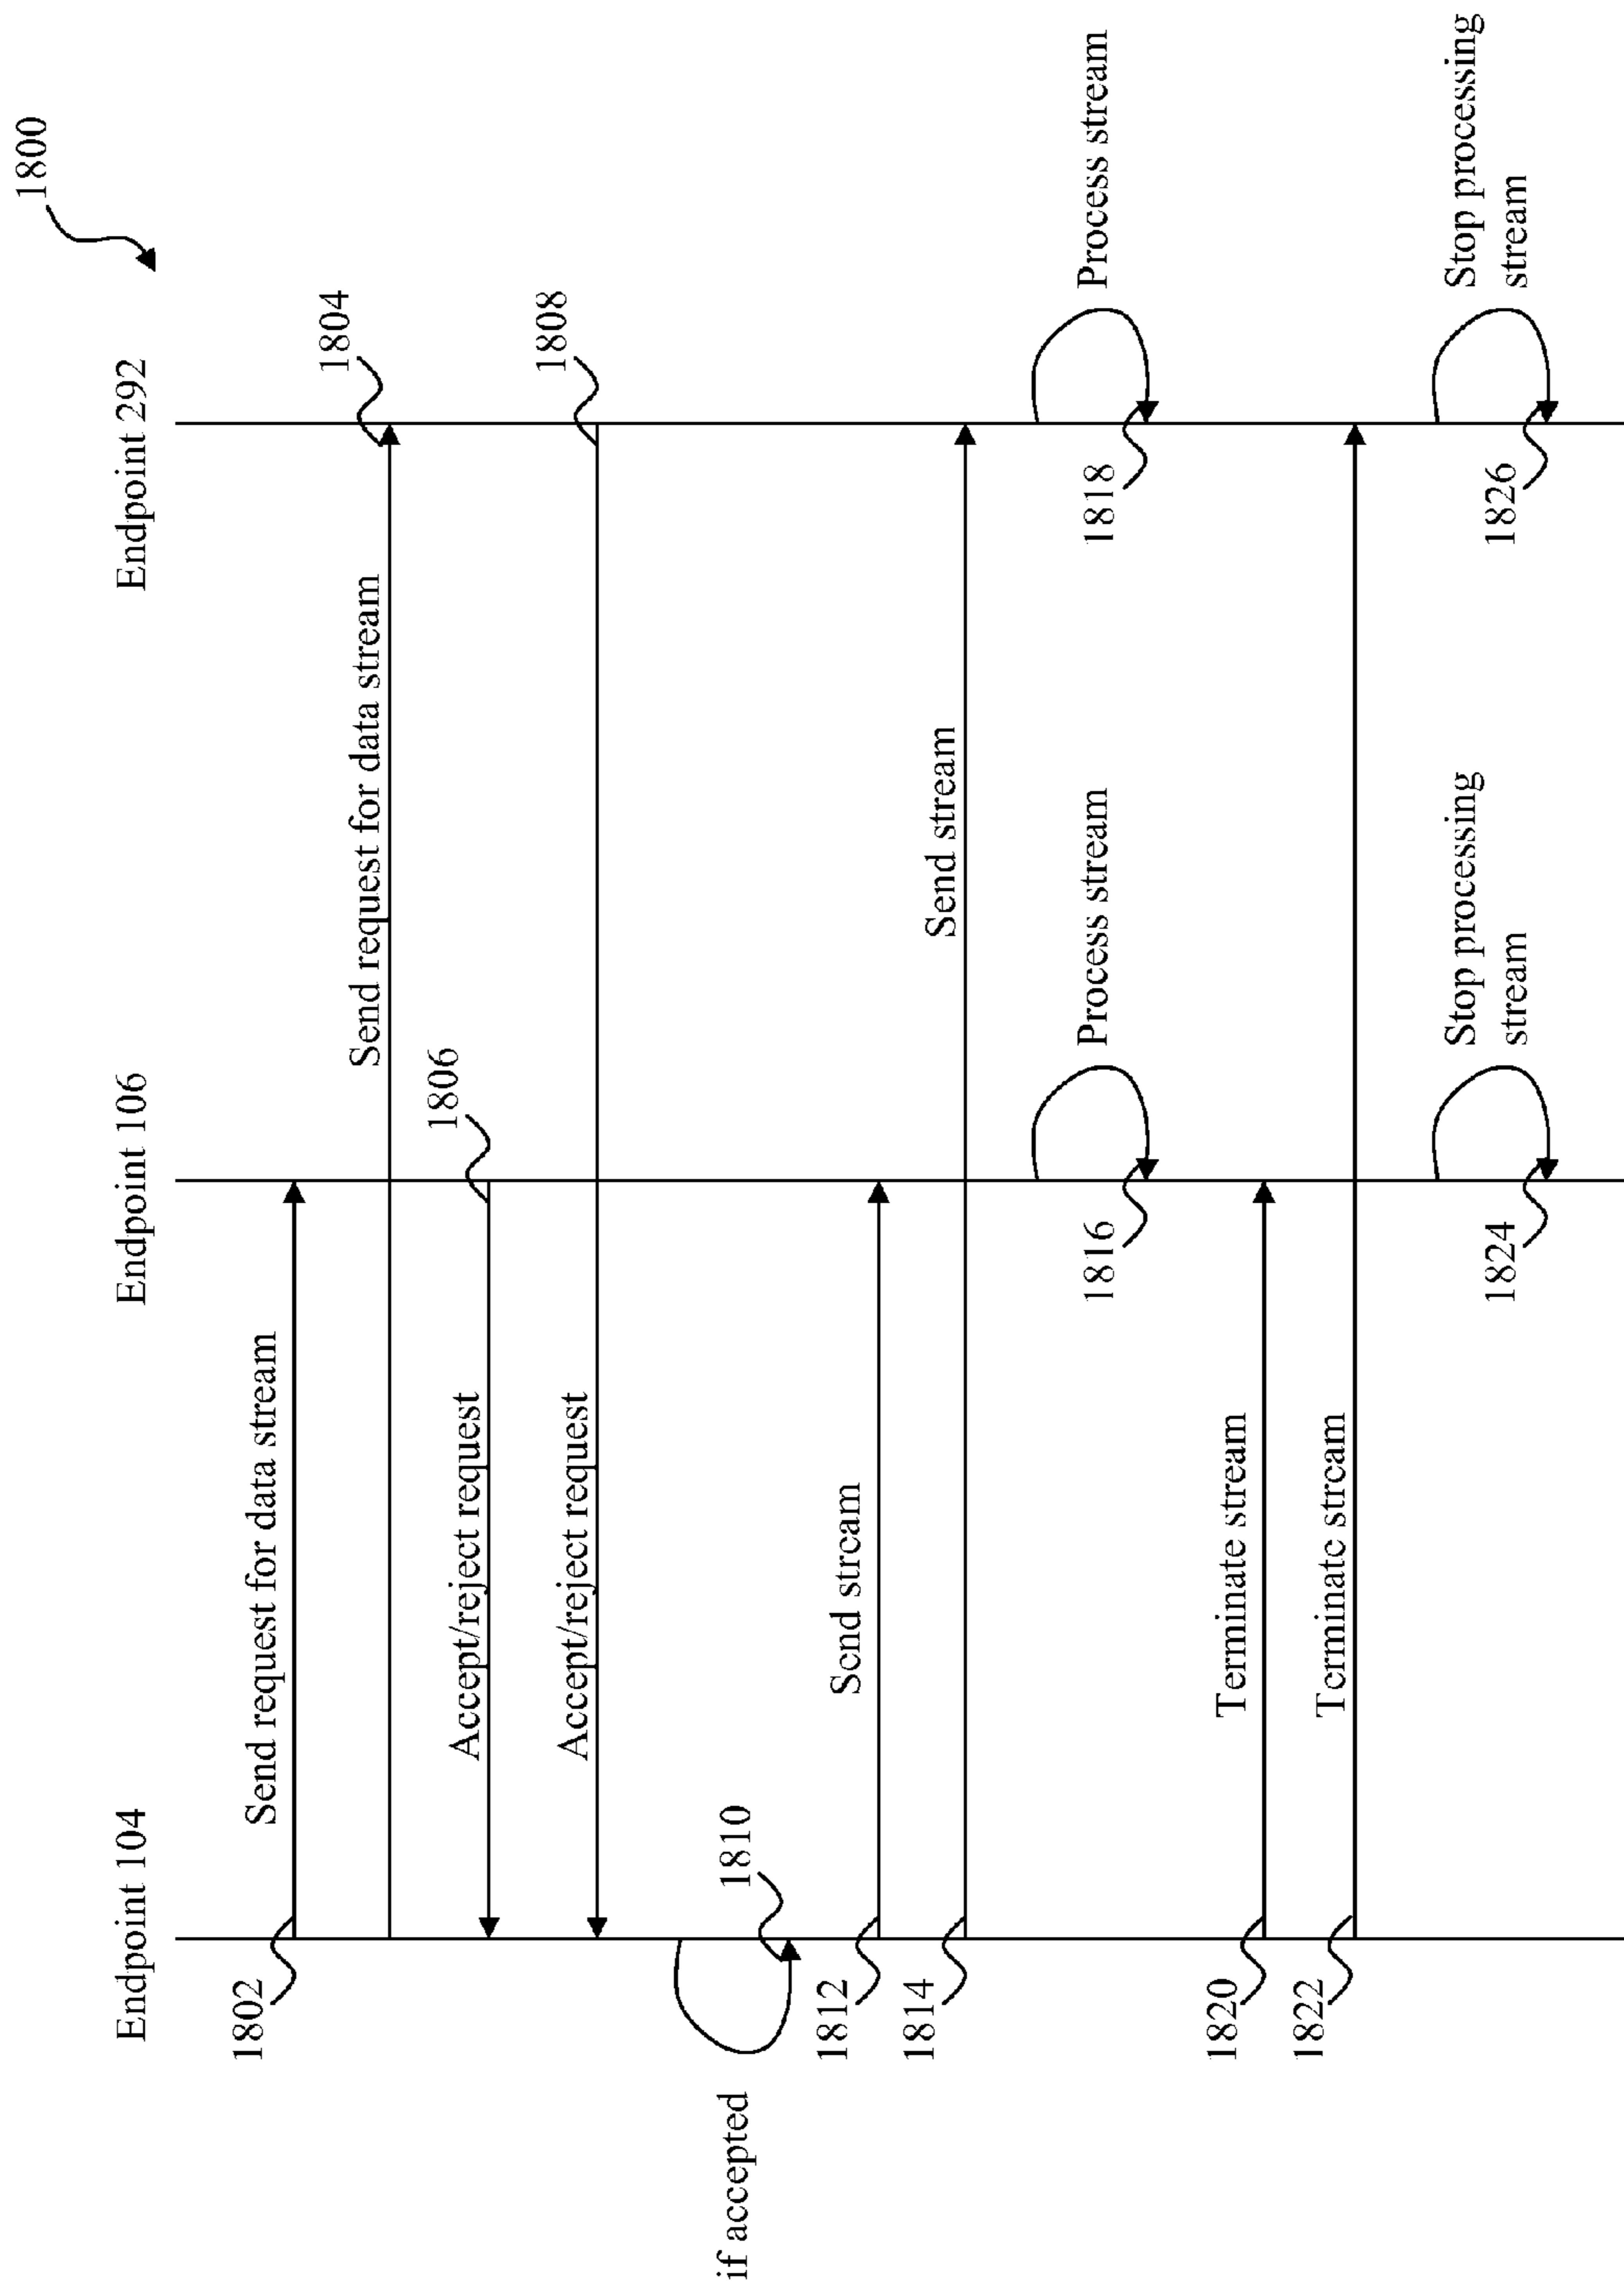 1800
Endpoint 104
Endpoint 106
Endpoint 292
1802
Send request for data stream
Send request for data stream
1804
Accept/reject request
1806
Accept/reject request
1808
if accepted
1810
1812
Send stream
1814
Send stream
1816
Process stream
1818
Process stream
1820
Terminate stream
1822
Terminate stream
1824
Stop processing
stream
1826
Stop processing
stream